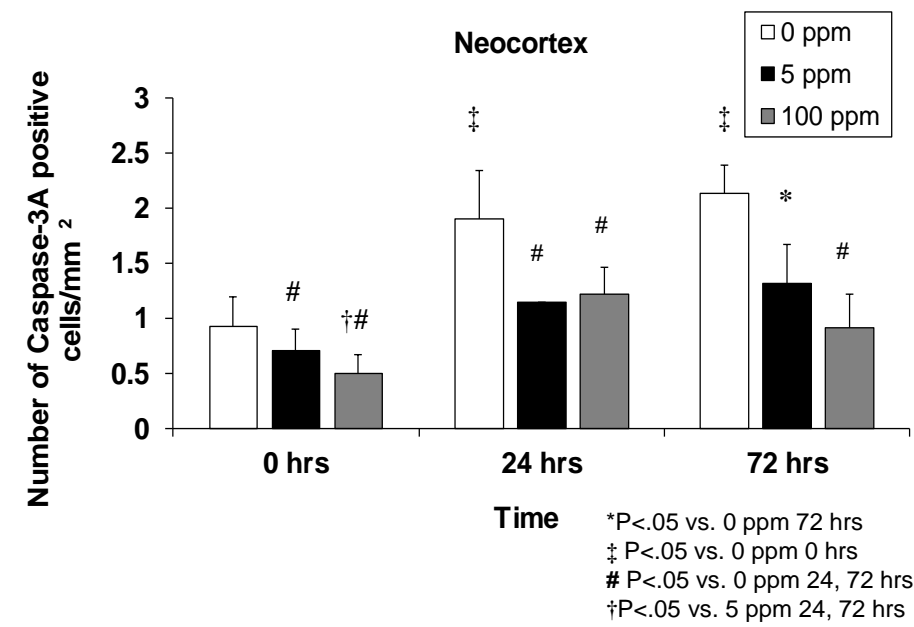 Neocortex
0 ppm
5 ppm
100 ppm
Number of Caspase-3A positive
cells/mm ²
3
2.5
2
1.5
1
0.5
0
‡
‡
*
#
#
#
#
†#
0 hrs
24 hrs
72 hrs
Time
*P<.05 vs. 0 ppm 72 hrs
‡ P<.05 vs. 0 ppm 0 hrs
# P<.05 vs. 0 ppm 24, 72 hrs
†P<.05 vs. 5 ppm 24, 72 hrs